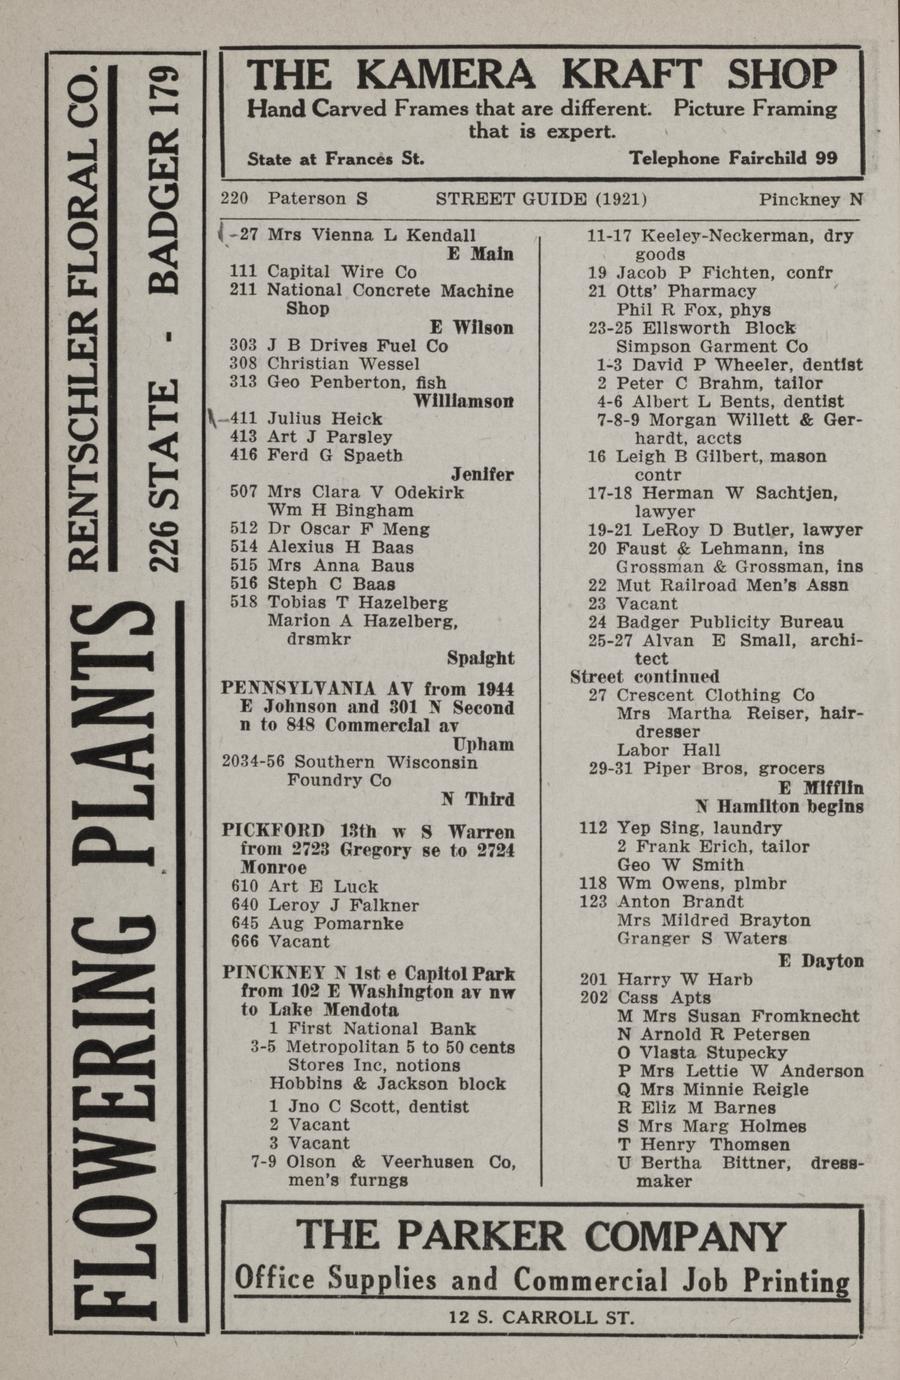 RENTSCHLER FLORAL CO.
226 STATE - BADGER 179
FLOWERING PLANTS
THE KAMERA KRAFT SHOP
Hand Carved Frames that are different. Picture Framing
that is expert.
State at Frances St. Telephone Fairchild 99
220 Paterson S STREET GUIDE (1921) Pinckney N
-27 Mrs Vienna L Kendall
E Main
111 Capital Wire Co
211 National Concrete Machine
Shop
E Wilson
303 J B Drives Fuel Co
308 Christian Wessel
313 Geo Penberton, fish
Williamson
-411 Julius Heick
413 Art J Parsley
416 Ferd G Spaeth
Jenifer
507 Mrs Clara V Odekirk
Wm H Bingham
512 Dr Oscar F Meng
514 Alexius H Baas
515 Mrs Anna Baus
516 Steph C Baas
518 Tobias T Hazelberg
Marion A Hazelberg,
drsmkr
Spaight
PENNSYLVANIA AV from 1944
E Johnson and 301 N Second
n to 848 Commercial av
Upham
2034-56 Southern Wisconsin
Foundry Co
N Third
PICKFORD 13th w S Warren
from 2723 Gregory se to 2724
Monroe
610 Art E Luck
640 Leroy J Falkner
645 Aug Pomarnke
666 Vacant
PINCKNEY N 1st e Capitol Park
from 102 E Washington av nw
to Lake Mendota
1 First National Bank
3-5 Metropolitan 5 to 50 cents
Stores Inc, notions
Hobbins & Jackson block
1 Jno C Scott, dentist
2 Vacant
3 Vacant
7-9 Olson & Veerhusen Co,
men's furngs
11-17 Keeley-Neckerman, dry
goods
19 Jacob P Fichten, confr
21 Otts' Pharmacy
Phil R Fox, phys
23-25 Ellsworth Block
Simpson Garment Co
1-3 David P Wheeler, dentist
2 Peter C Brahm, tailor
4-6 Albert L Bents, dentist
7-8-9 Morgan Willett & Ger-
hardt, accts
16 Leigh B Gilbert, mason
contr
17-18 Herman W Sachtjen,
lawyer
19-21 LeRoy D Butler, lawyer
20 Faust & Lehmann, ins
Grossman & Grossman, ins
22 Mut Railroad Men's Assn
23 Vacant
24 Badger Publicity Bureau
25-27 Alvan E Small, archi-
tect
Street continued
27 Crescent Clothing Co
Mrs Martha Reiser, hair-
dresser
Labor Hall
29-31 Piper Bros, grocers
E Mifflin
N Hamilton begins
112 Yep Sing, laundry
2 Frank Erich, tailor
Geo W Smith
118 Wm Owens, plmbr
123 Anton Brandt
Mrs Mildred Brayton
Granger S Waters
E Dayton
201 Harry W Harb
202 Cass Apts
M Mrs Susan Fromknecht
N Arnold R Petersen
O Vlasta Stupecky
P Mrs Lettie W Anderson
Q Mrs Minnie Reigle
R Eliz M Barnes
S Mrs Marg Holmes
T Henry Thomsen
U Bertha Bittner, dress-
maker
THE PARKER COMPANY
Office Supplies and Commercial Job Printing
12 S. CARROLL ST.